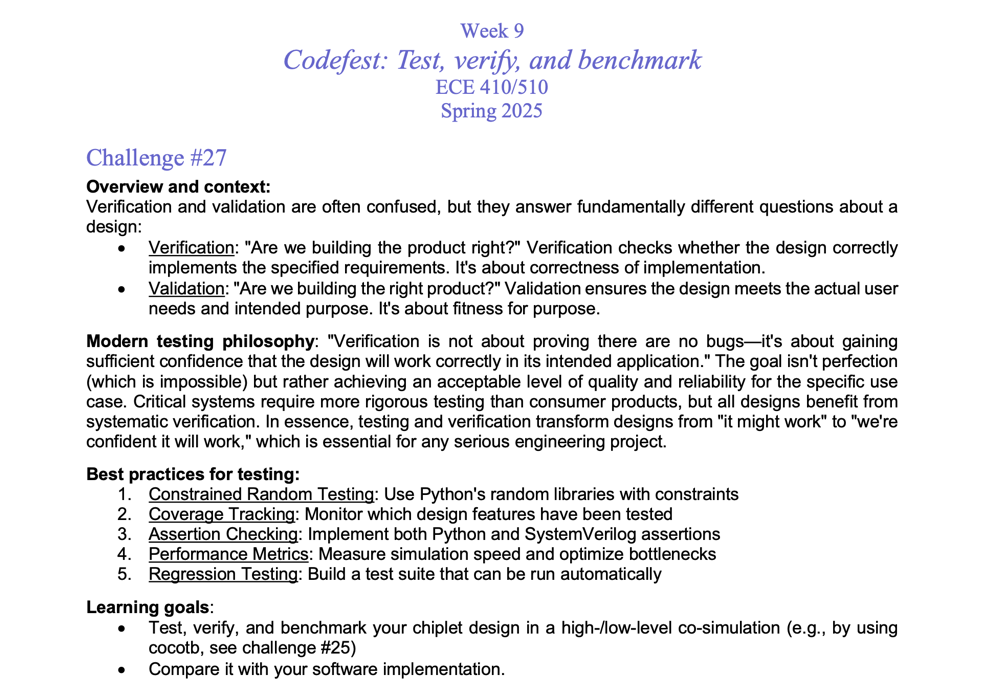 Week 9
Codefest: Test, verify, and benchmark
ECE 410/510
Spring 2025
Challenge #27
Overview and context:
Verification and validation are often confused, but they answer fundamentally different questions about a
design:
• Verification: "Are we building the product right?" Verification checks whether the design correctly
implements the specified requirements. It's about correctness of implementation.
• Validation: "Are we building the right product?" Validation ensures the design meets the actual user
needs and intended purpose. It's about fitness for purpose.
Modern testing philosophy: "Verification is not about proving there are no bugs—it's about gaining
sufficient confidence that the design will work correctly in its intended application." The goal isn't perfection
(which is impossible) but rather achieving an acceptable level of quality and reliability for the specific use
case. Critical systems require more rigorous testing than consumer products, but all designs benefit from
systematic verification. In essence, testing and verification transform designs from "it might work" to "we're
confident it will work," which is essential for any serious engineering project.
Best practices for testing:
1. Constrained Random Testing: Use Python's random libraries with constraints
2. Coverage Tracking: Monitor which design features have been tested
3. Assertion Checking: Implement both Python and SystemVerilog assertions
4. Performance Metrics: Measure simulation speed and optimize bottlenecks
5. Regression Testing: Build a test suite that can be run automatically
Learning goals:
• Test, verify, and benchmark your chiplet design in a high-/low-level co-simulation (e.g., by using
cocotb, see challenge #25)
• Compare it with your software implementation.